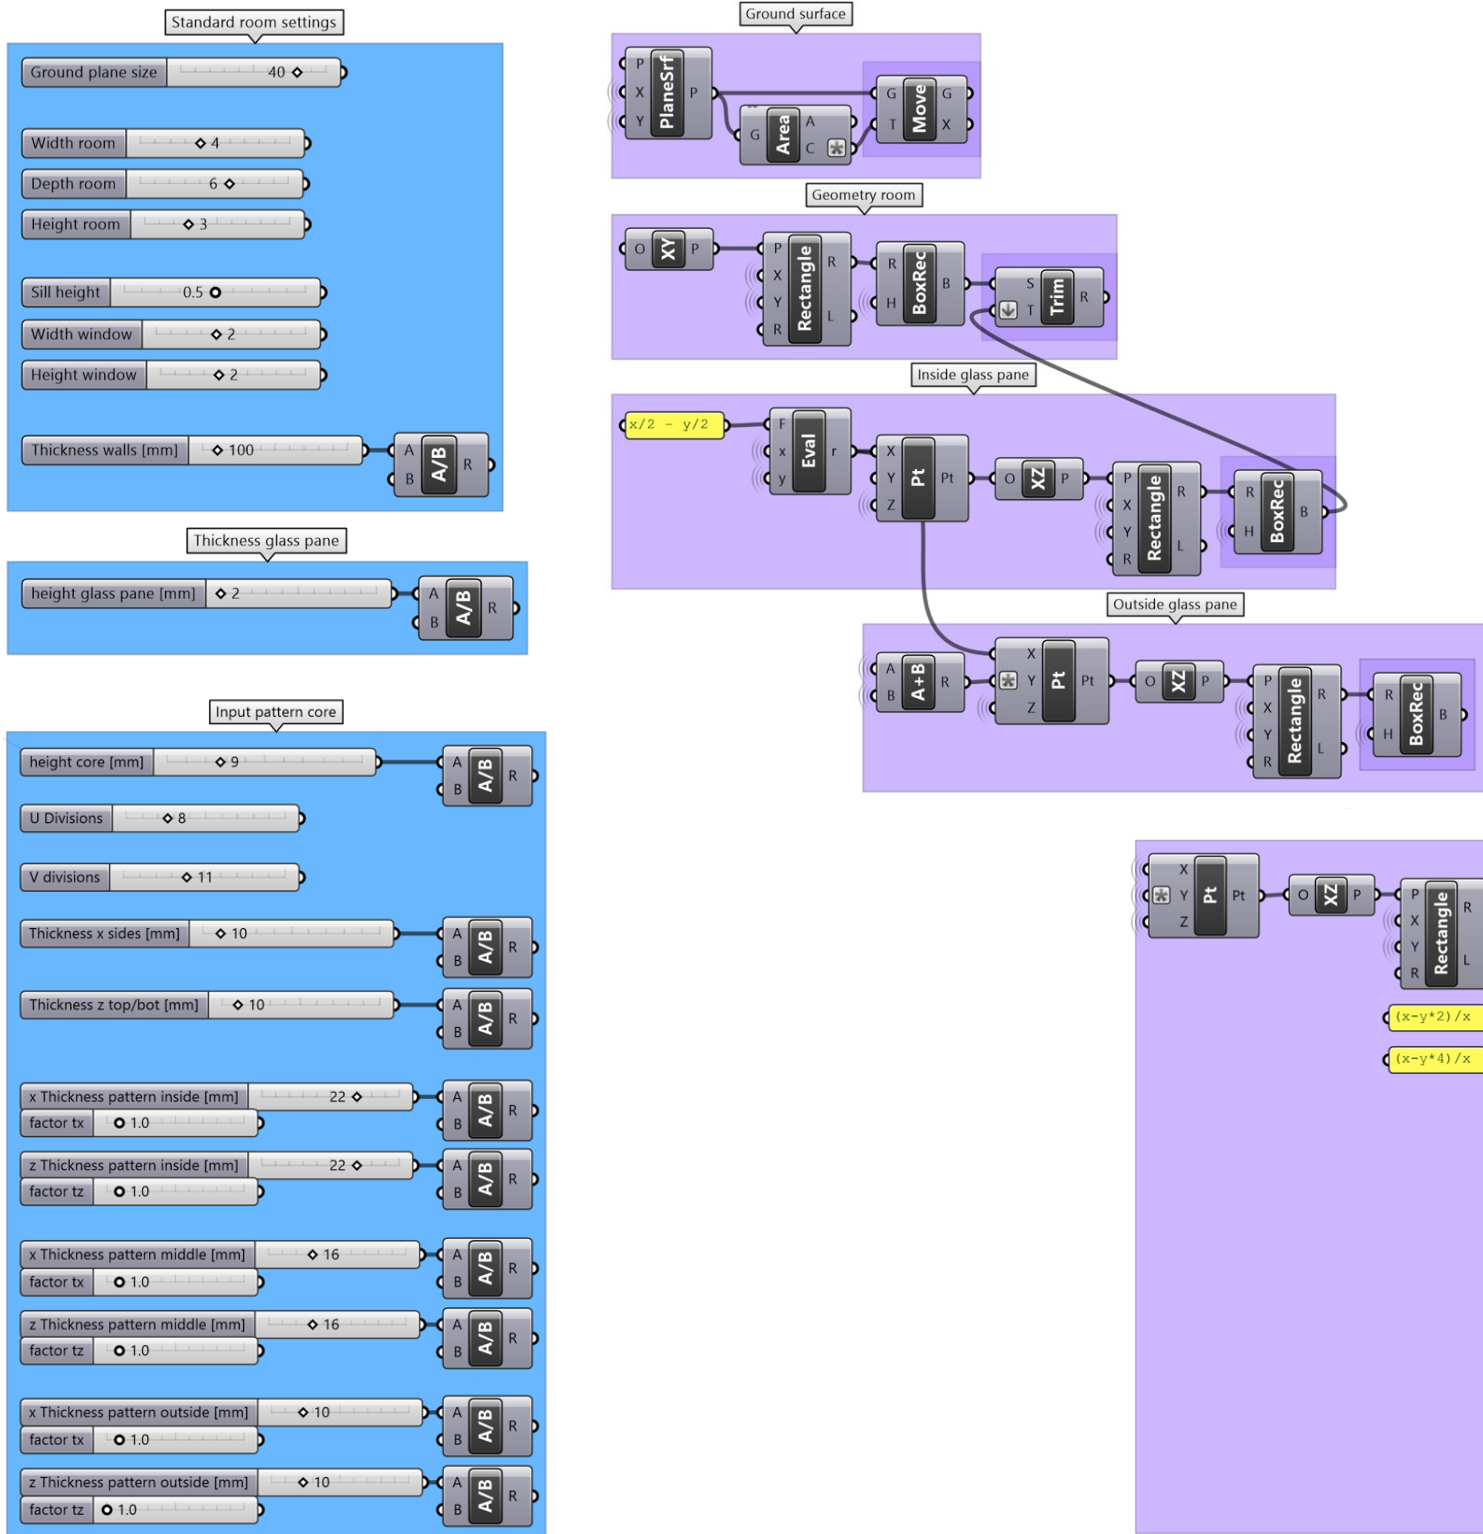 Standard room settings
Ground plane size 40
Width room 4
Depth room 6
Height room 3
Sill height 0.5
Width window 2
Height window 2
Thickness walls [mm] 100
A B A/B R
Thickness glass pane
height glass pane [mm] 2
A B A/B R
Input pattern core
height core [mm] 9
A B A/B R
U Divisions 8
V divisions 11
Thickness x sides [mm] 10
A B A/B R
Thickness z top/bot [mm] 10
A B A/B R
x Thickness pattern inside [mm] 22
factor tx 1.0
A B A/B R
z Thickness pattern inside [mm] 22
factor tz 1.0
A B A/B R
x Thickness pattern middle [mm] 16
factor tx 1.0
A B A/B R
z Thickness pattern middle [mm] 16
factor tz 1.0
A B A/B R
x Thickness pattern outside [mm] 10
factor tx 1.0
A B A/B R
z Thickness pattern outside [mm] 10
factor tz 1.0
A B A/B R
Ground surface
P X Y PlaneSrf P
G Area A C
G T Move G X
Geometry room
O XY P
P X Y R Rectangle R L
R H BoxRec B
S T Trim R
Inside glass pane
x/2 - y/2
F x y Eval r
X Y Z Pt Pt
O XZ P
P X Y R Rectangle R L
R H BoxRec B
Outside glass pane
A B A+B R
X Y Z Pt Pt
O XZ P
P X Y R Rectangle R L
R H BoxRec B
X Y Z Pt Pt
O XZ P
P X Y R Rectangle R L
(x-y*2)/x
(x-y*4)/x